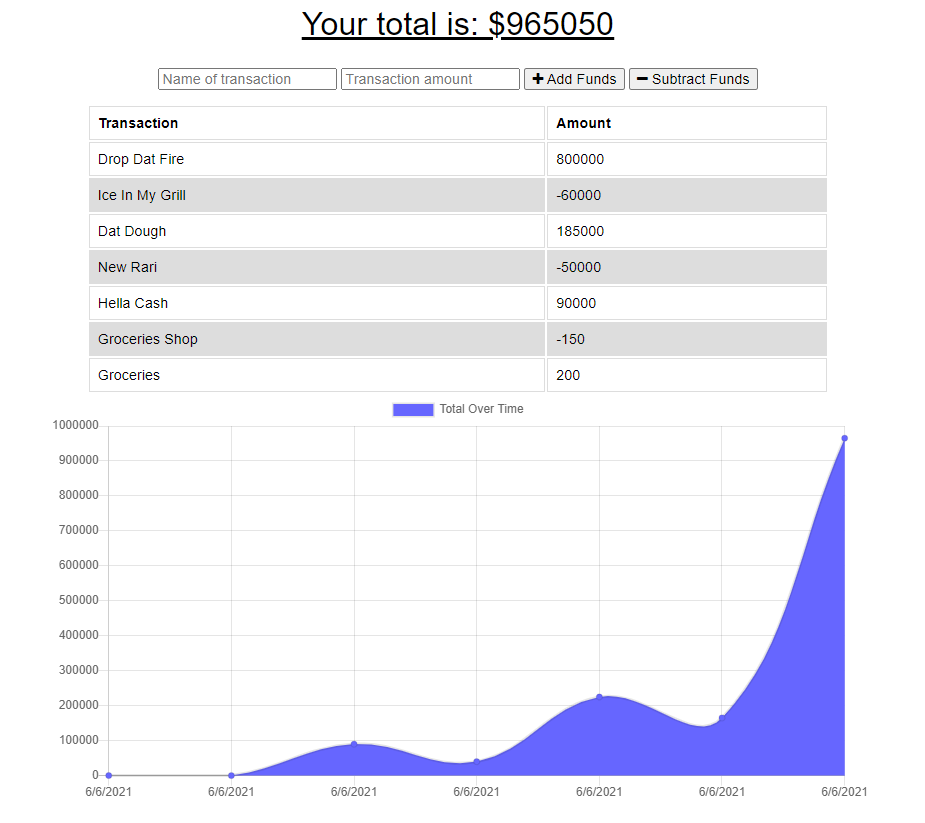 Your total is: $965050
Name of transaction Transaction amount + Add Funds − Subtract Funds
Transaction Amount
Drop Dat Fire 800000
Ice In My Grill -60000
Dat Dough 185000
New Rari -50000
Hella Cash 90000
Groceries Shop -150
Groceries 200
Total Over Time
1000000
900000
800000
700000
600000
500000
400000
300000
200000
100000
0
6/6/2021 6/6/2021 6/6/2021 6/6/2021 6/6/2021 6/6/2021 6/6/2021